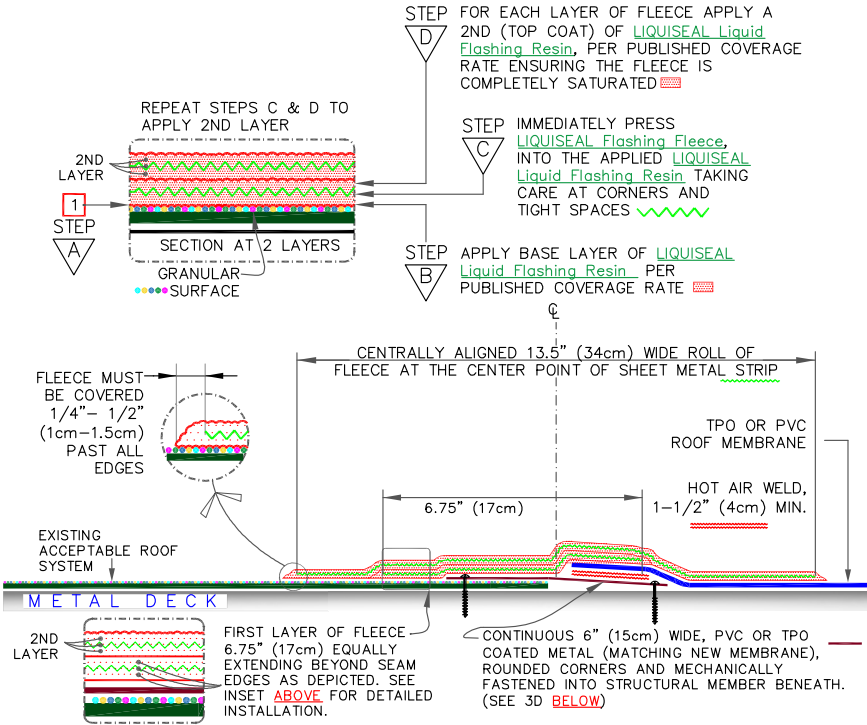 STEP
D
FOR EACH LAYER OF FLEECE APPLY A
2ND (TOP COAT) OF LIQUISEAL Liquid
Flashing Resin, PER PUBLISHED COVERAGE
RATE ENSURING THE FLEECE IS
COMPLETELY SATURATED
REPEAT STEPS C & D TO
APPLY 2ND LAYER
2ND
LAYER
STEP
C
IMMEDIATELY PRESS
LIQUISEAL Flashing Fleece,
INTO THE APPLIED LIQUISEAL
Liquid Flashing Resin TAKING
CARE AT CORNERS AND
TIGHT SPACES
1
STEP
A
SECTION AT 2 LAYERS
GRANULAR
SURFACE
STEP
B
APPLY BASE LAYER OF LIQUISEAL
Liquid Flashing Resin PER
PUBLISHED COVERAGE RATE
℄
CENTRALLY ALIGNED 13.5" (34cm) WIDE ROLL OF
FLEECE AT THE CENTER POINT OF SHEET METAL STRIP
FLEECE MUST
BE COVERED
1/4"- 1/2"
(1cm-1.5cm)
PAST ALL
EDGES
TPO OR PVC
ROOF MEMBRANE
HOT AIR WELD,
1-1/2" (4cm) MIN.
6.75" (17cm)
EXISTING
ACCEPTABLE ROOF
SYSTEM
METAL DECK
2ND
LAYER
FIRST LAYER OF FLEECE
6.75" (17cm) EQUALLY
EXTENDING BEYOND SEAM
EDGES AS DEPICTED. SEE
INSET ABOVE FOR DETAILED
INSTALLATION.
CONTINUOUS 6" (15cm) WIDE, PVC OR TPO
COATED METAL (MATCHING NEW MEMBRANE),
ROUNDED CORNERS AND MECHANICALLY
FASTENED INTO STRUCTURAL MEMBER BENEATH.
(SEE 3D BELOW)